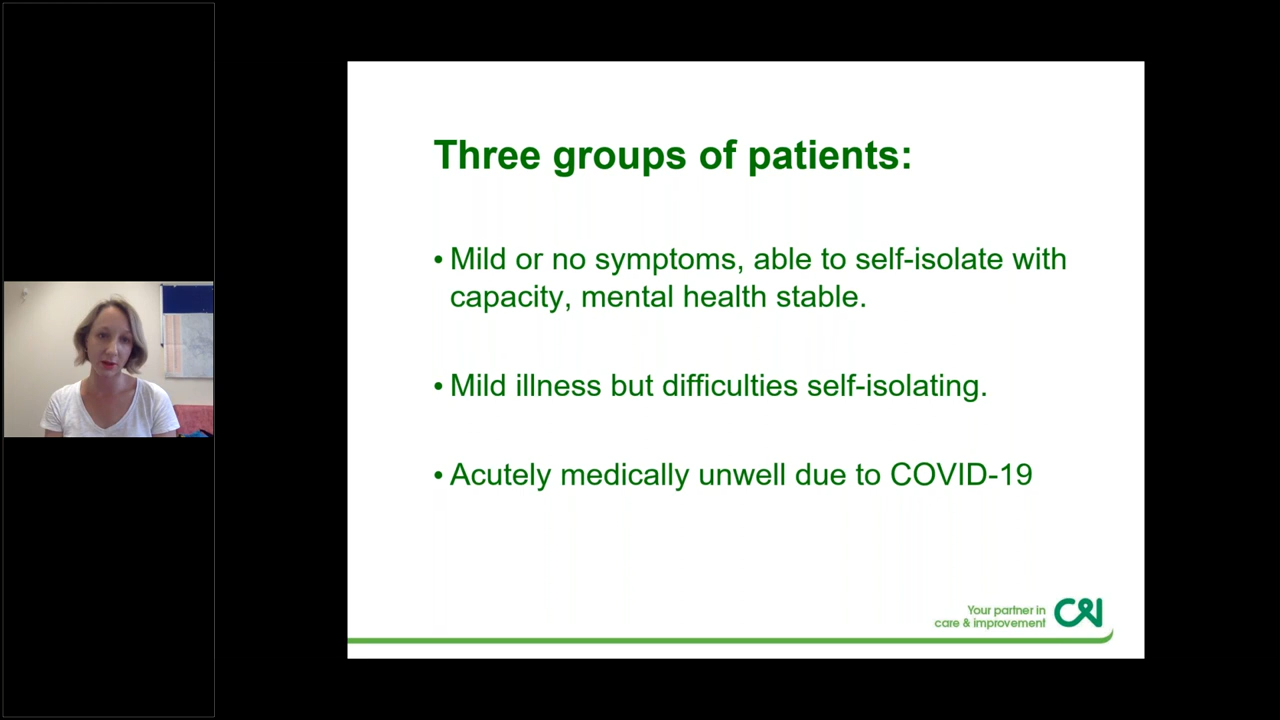 Three groups of patients:
• Mild or no symptoms, able to self-isolate with
capacity, mental health stable.
• Mild illness but difficulties self-isolating.
• Acutely medically unwell due to COVID-19
Your partner in
care & improvement
C&I